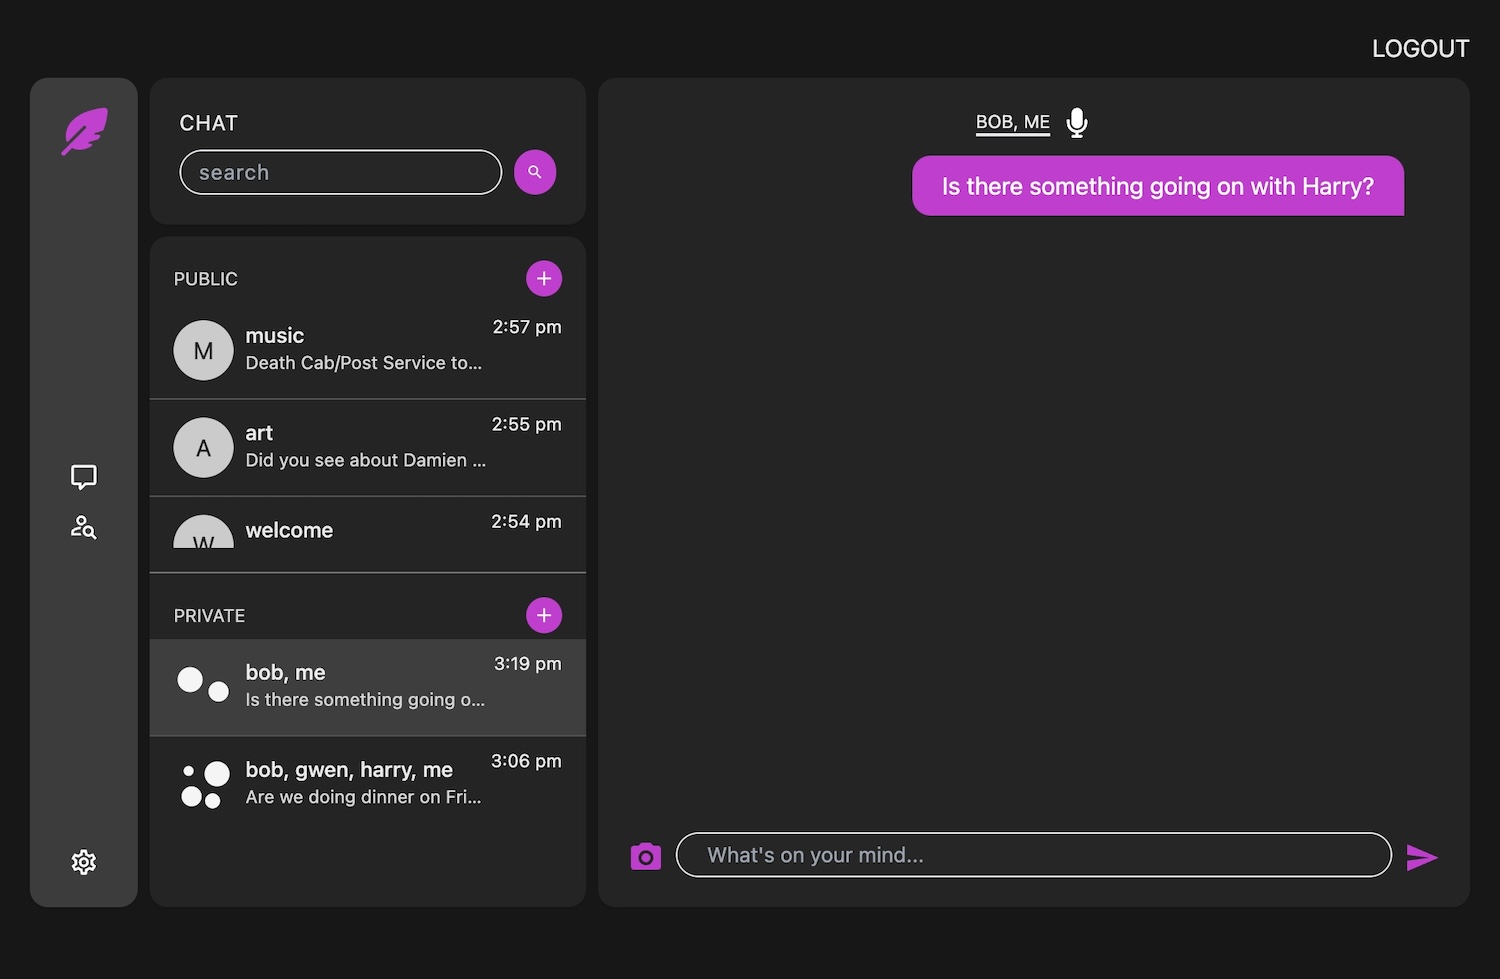 LOGOUT
CHAT
search
PUBLIC
M
music
2:57 pm
Death Cab/Post Service to...
A
art
2:55 pm
Did you see about Damien ...
W
welcome
2:54 pm
PRIVATE
bob, me
3:19 pm
Is there something going o...
bob, gwen, harry, me
3:06 pm
Are we doing dinner on Fri...
BOB, ME
Is there something going on with Harry?
What's on your mind...